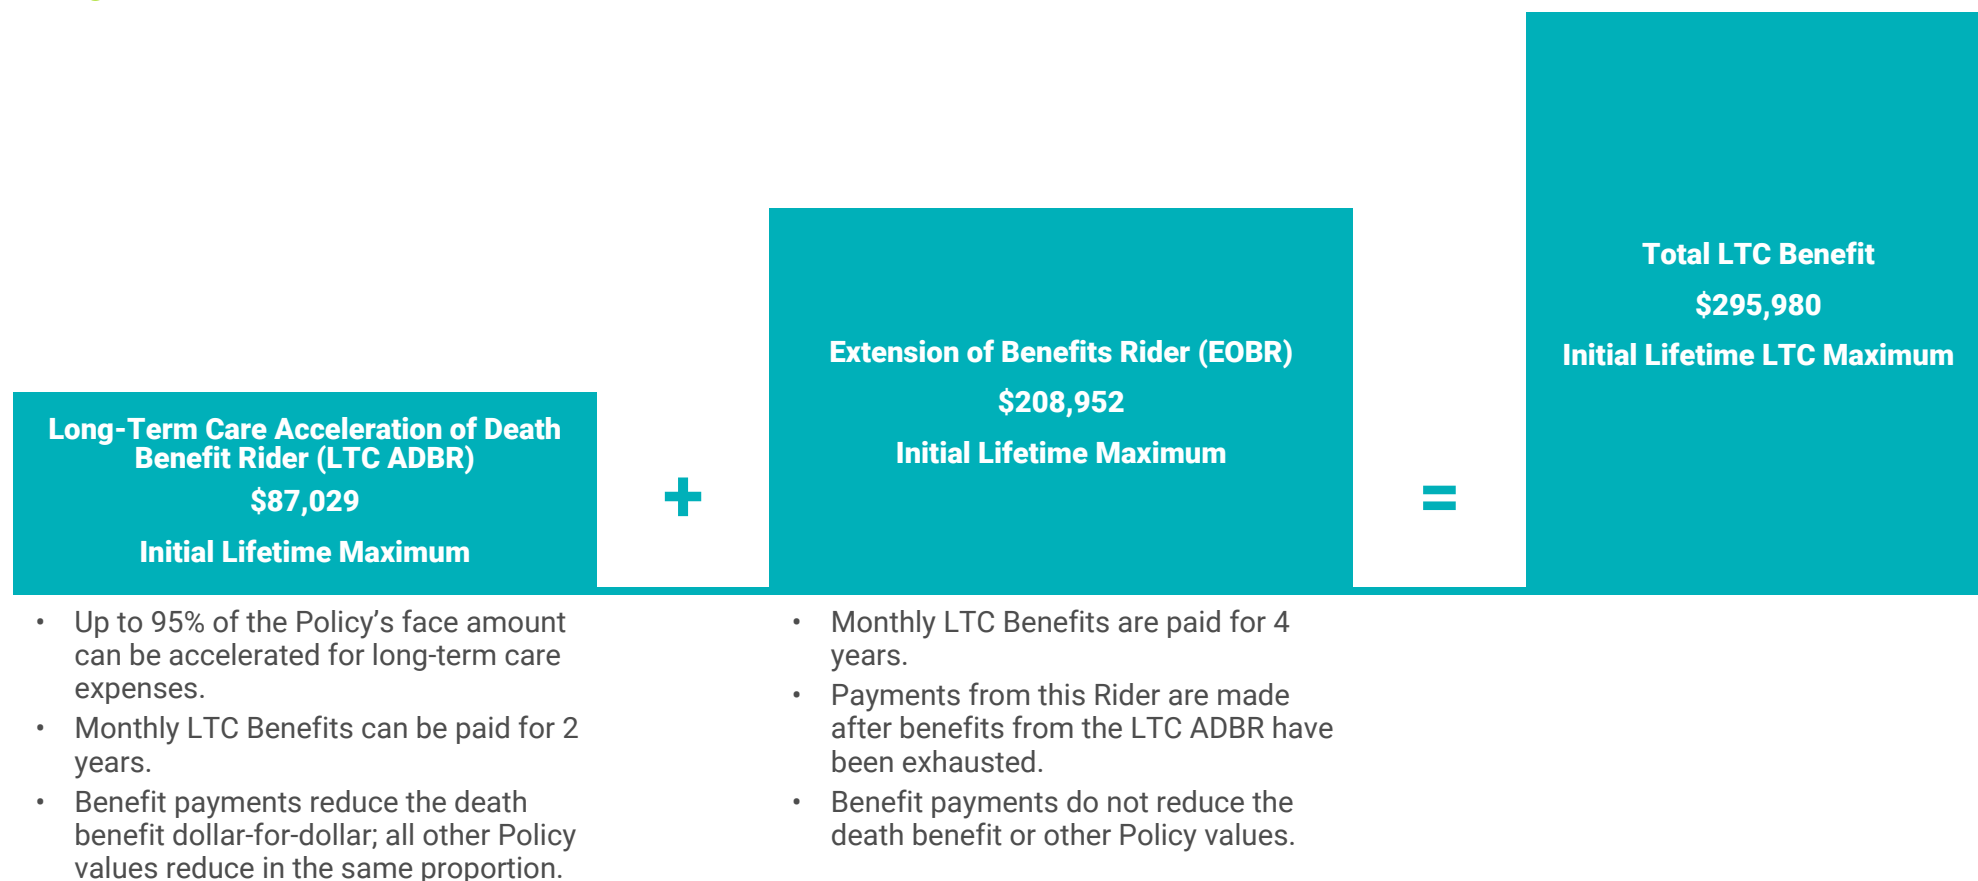 Long-Term Care Acceleration of Death
Benefit Rider (LTC ADBR)
$87,029
Initial Lifetime Maximum
+
Extension of Benefits Rider (EOBR)
$208,952
Initial Lifetime Maximum
=
Total LTC Benefit
$295,980
Initial Lifetime LTC Maximum
• Up to 95% of the Policy’s face amount
can be accelerated for long-term care
expenses.
• Monthly LTC Benefits can be paid for 2
years.
• Benefit payments reduce the death
benefit dollar-for-dollar; all other Policy
values reduce in the same proportion.
• Monthly LTC Benefits are paid for 4
years.
• Payments from this Rider are made
after benefits from the LTC ADBR have
been exhausted.
• Benefit payments do not reduce the
death benefit or other Policy values.